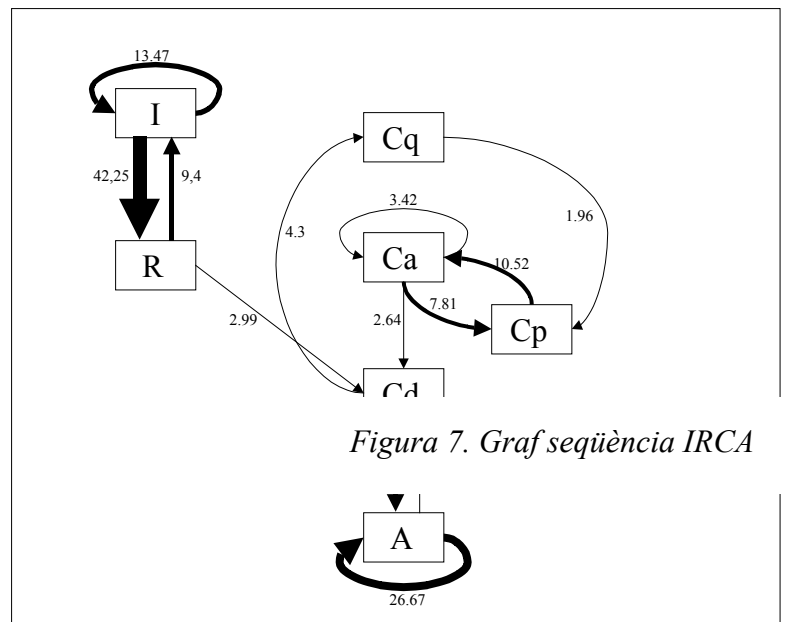 13.47
I
Cq
42,25
9,4
3.42
1.96
4.3
Ca
10.52
R
7.81
2.99
2.64
Cp
Cd
Figura 7. Graf seqüència IRCA
A
26.67